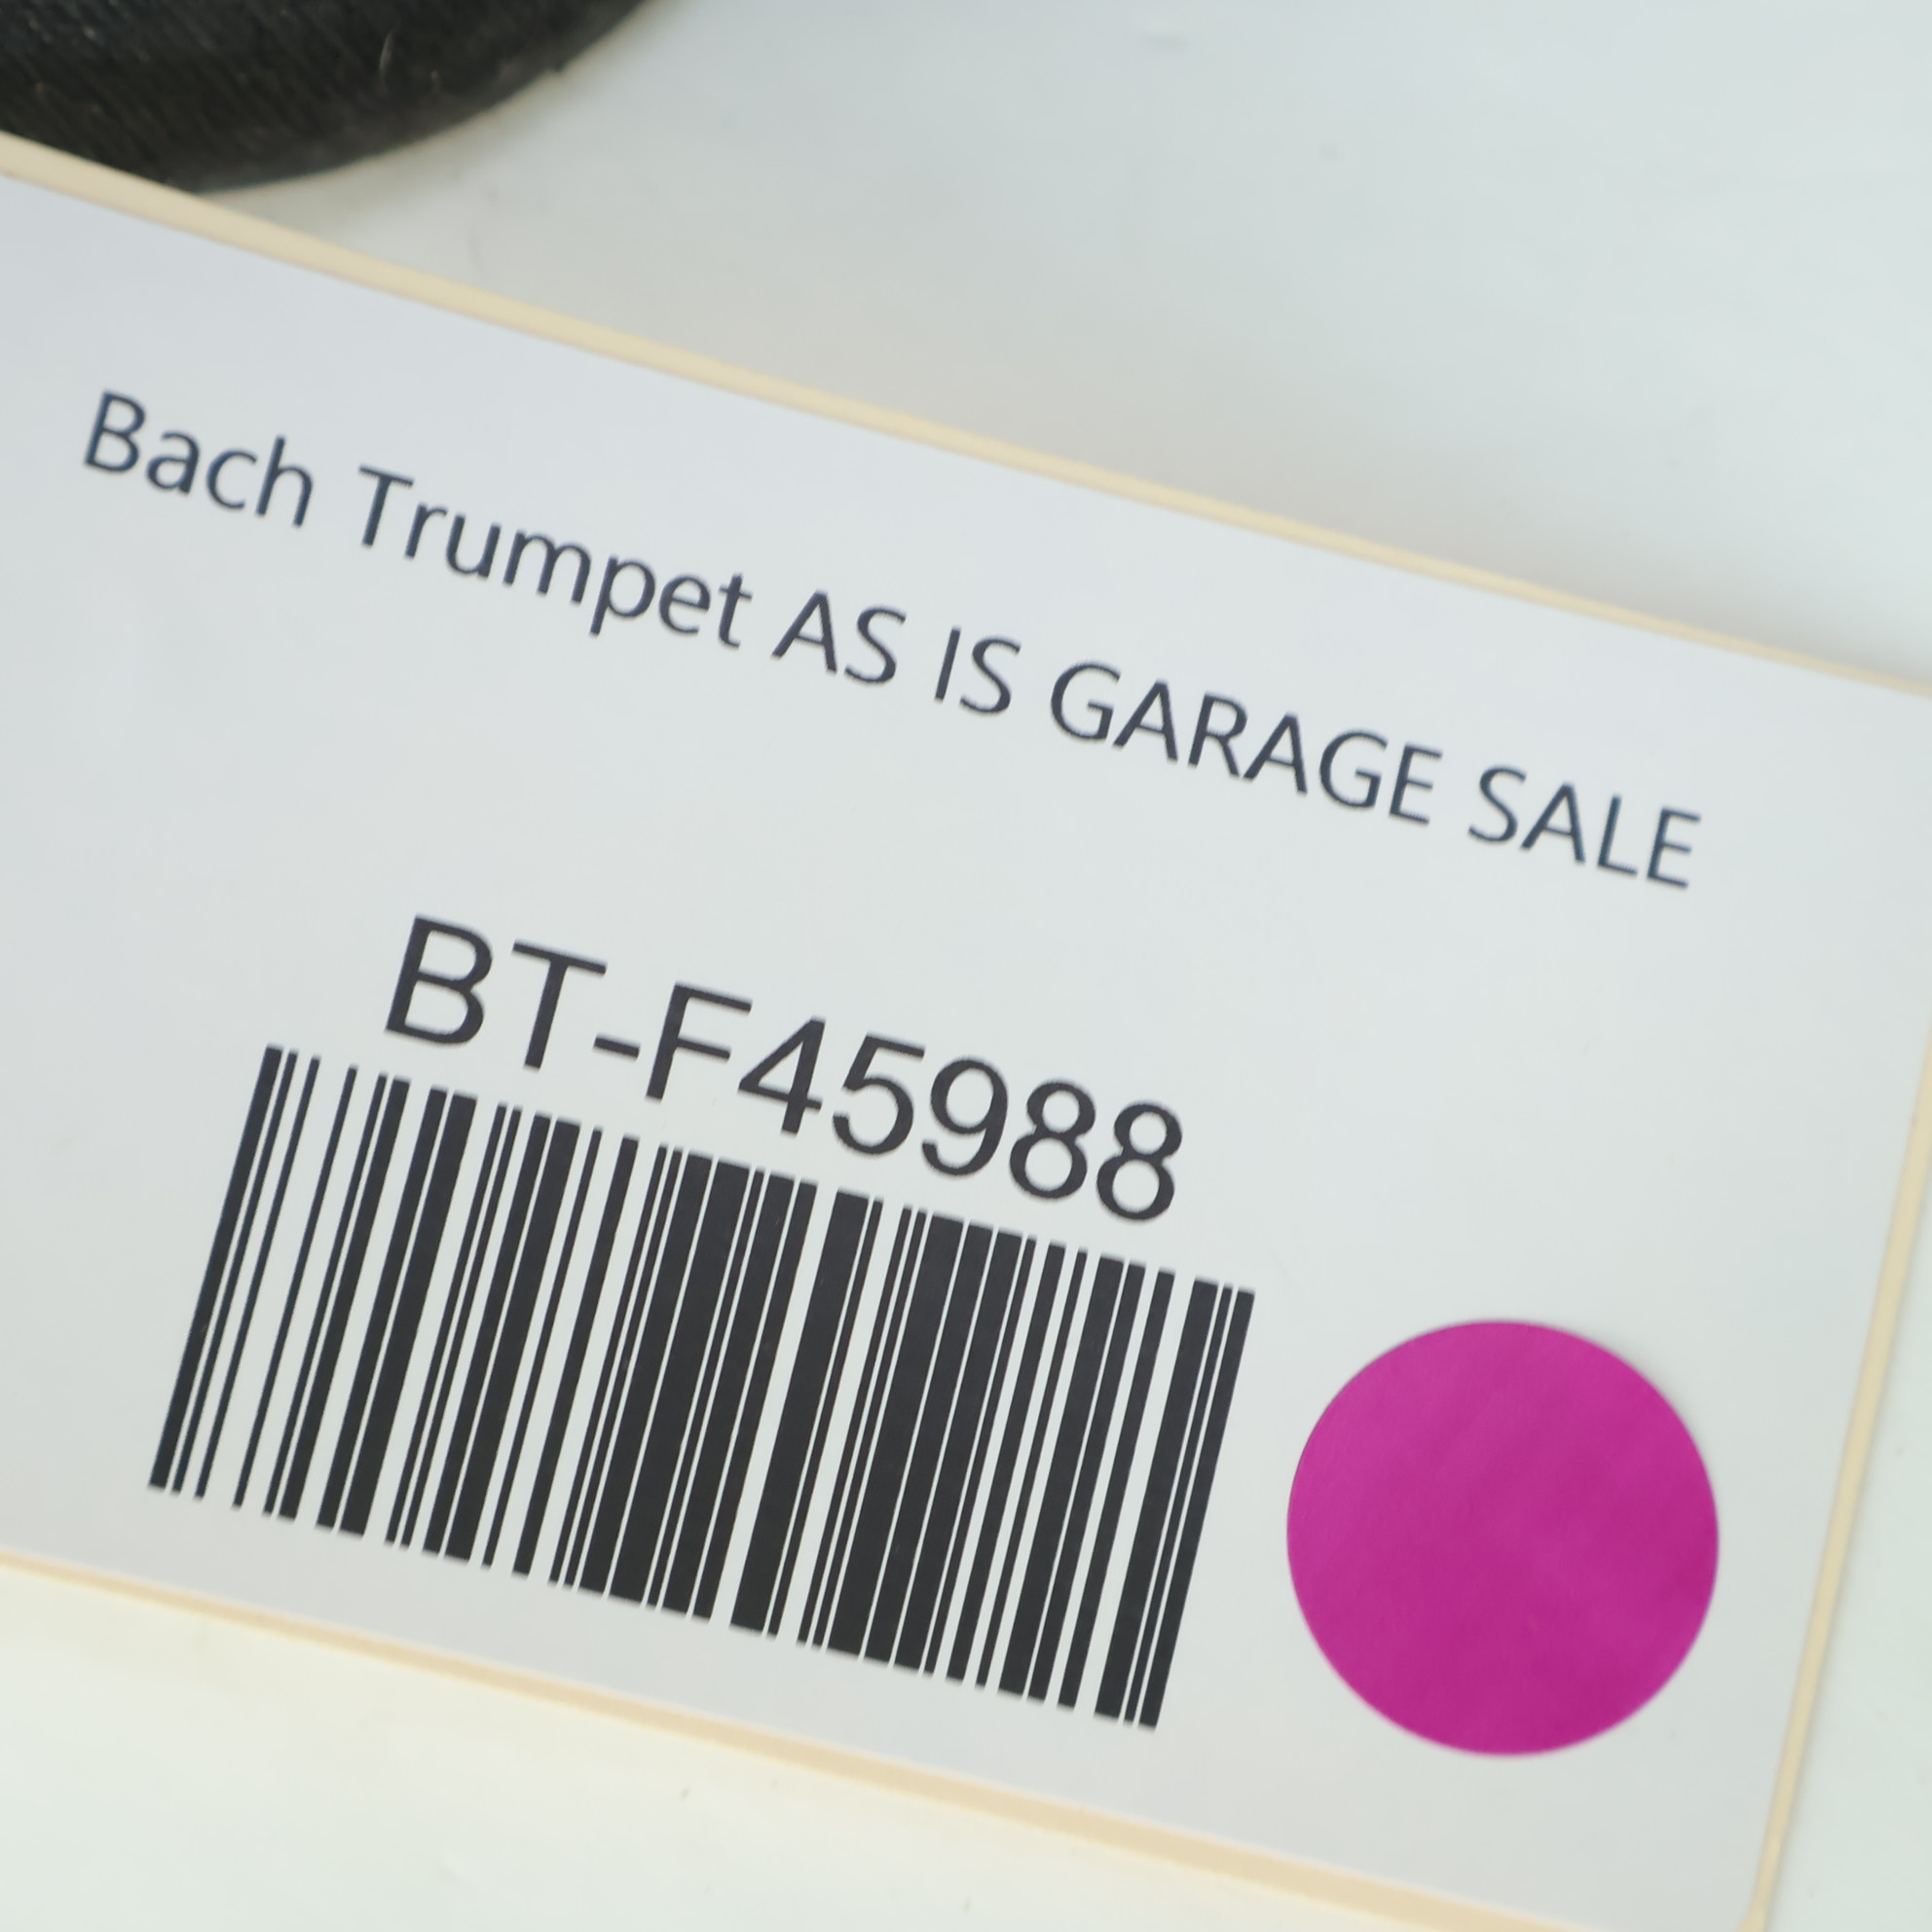 Bach Trumpet AS IS GARAGE SALE
BT-F45988